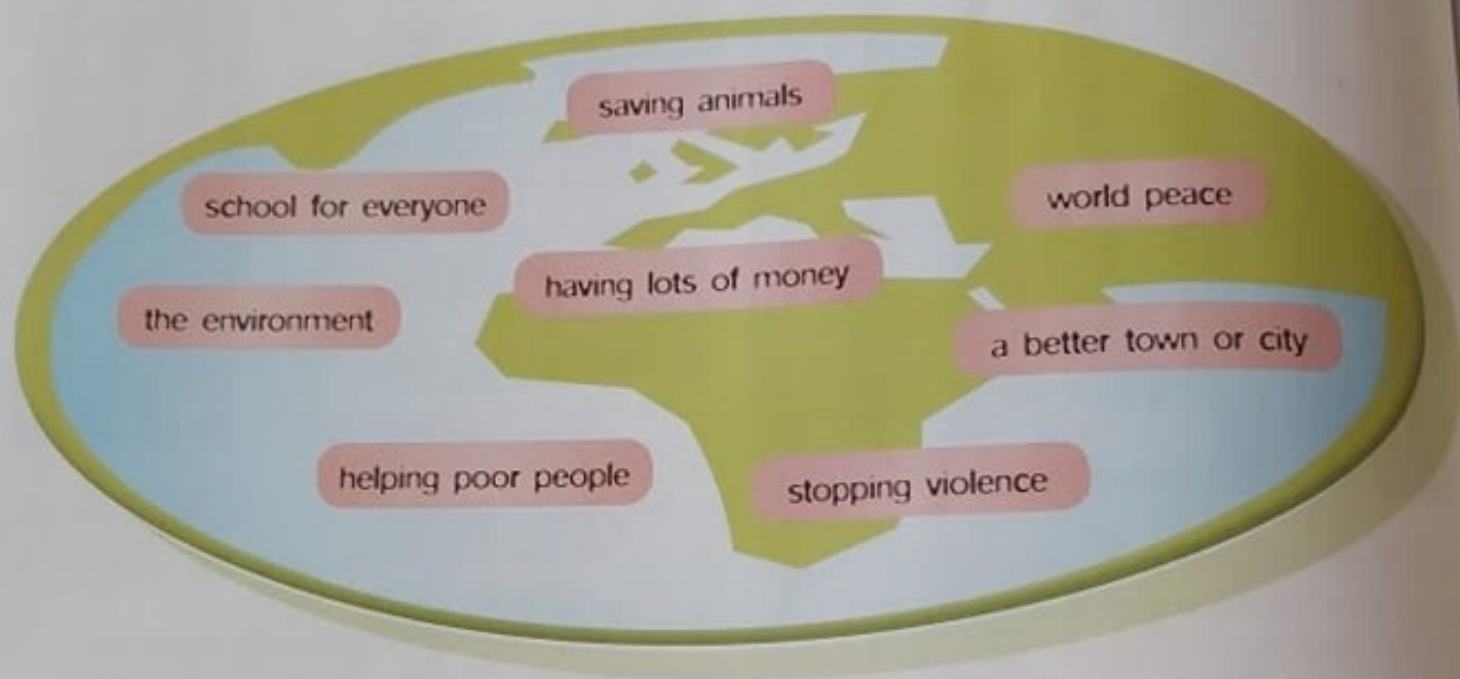 saving animals
school for everyone
world peace
having lots of money
the environment
a better town or city
helping poor people
stopping violence